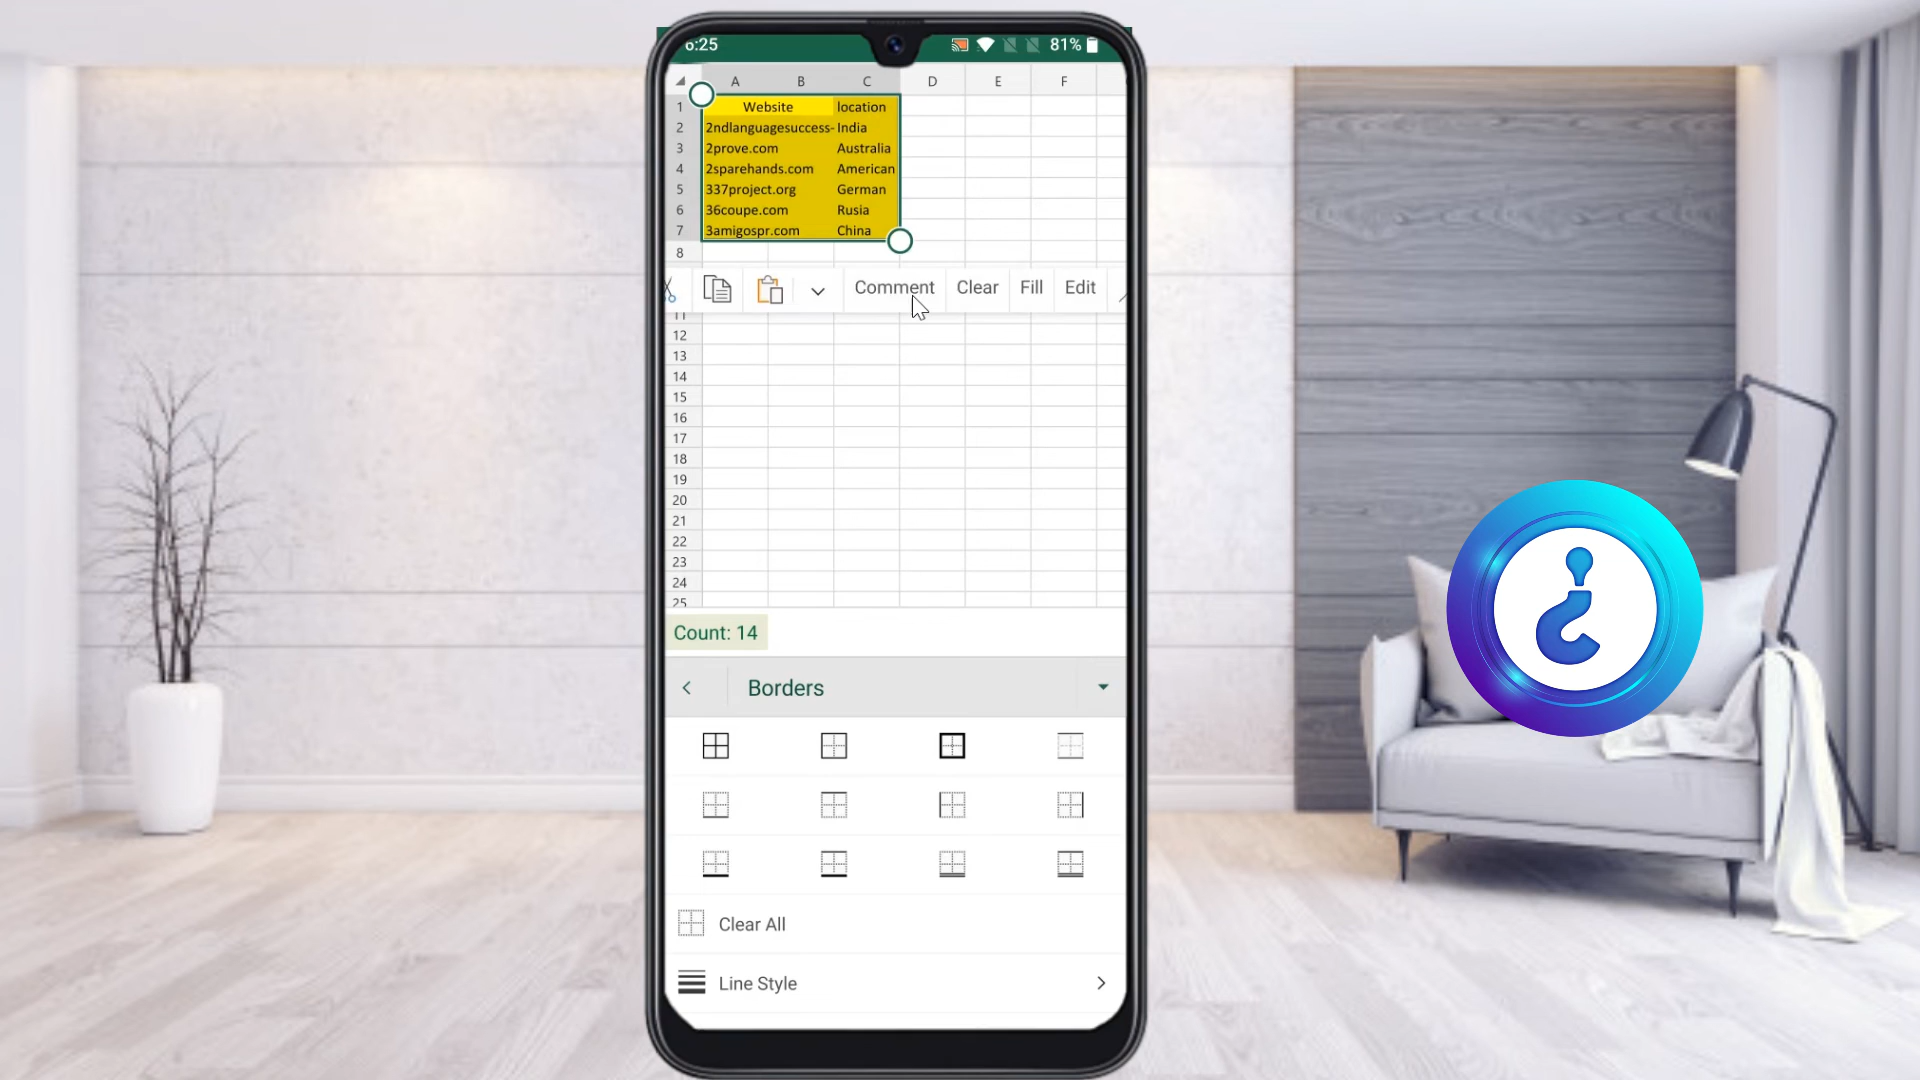 6:25 81%
A B C D E F
1 Website location
2 2ndlanguagesuccess- India
3 2prove.com Australia
4 2sparehands.com American
5 337project.org German
6 36coupe.com Rusia
7 3amigospr.com China
8
Comment Clear Fill Edit
11
12
13
14
15
16
17
18
19
20
21
22
23
24
25
Count: 14
Borders
Clear All
Line Style